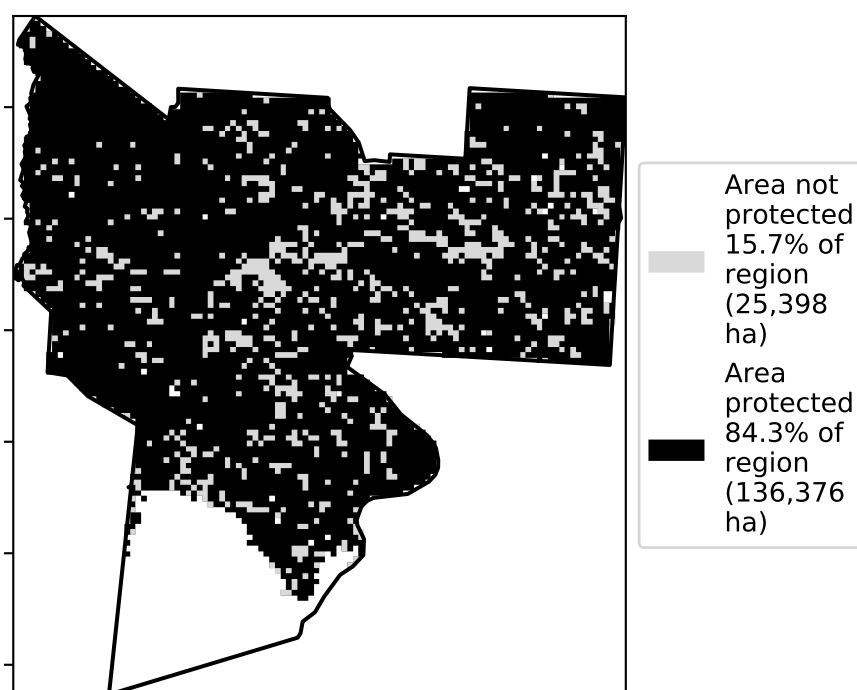 Area not
protected
15.7% of
region
(25,398
ha)
Area
protected
84.3% of
region
(136,376
ha)